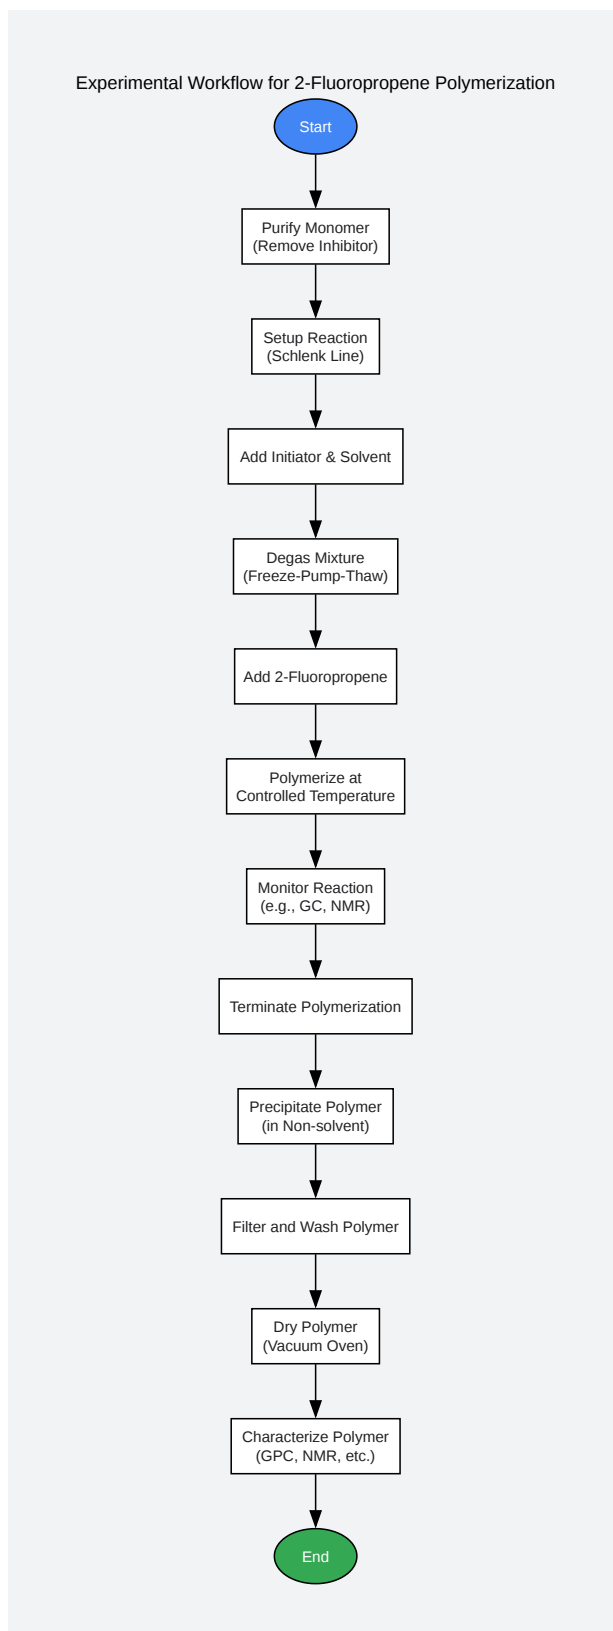 Experimental Workflow for 2-Fluoropropene Polymerization
Start
Purify Monomer
(Remove Inhibitor)
Setup Reaction
(Schlenk Line)
Add Initiator & Solvent
Degas Mixture
(Freeze-Pump-Thaw)
Add 2-Fluoropropene
Polymerize at
Controlled Temperature
Monitor Reaction
(e.g., GC, NMR)
Terminate Polymerization
Precipitate Polymer
(in Non-solvent)
Filter and Wash Polymer
Dry Polymer
(Vacuum Oven)
Characterize Polymer
(GPC, NMR, etc.)
End